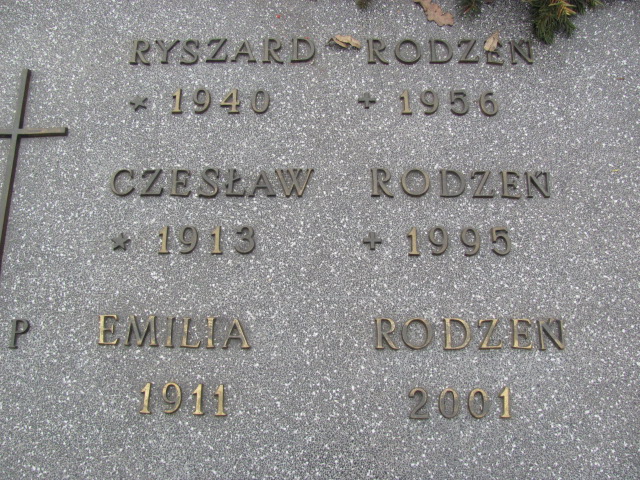 RYSZARD RODZEŃ
* 1940 + 1956
CZESŁAW RODZEŃ
* 1913 + 1995
P EMILIA RODZEŃ
1911 2001